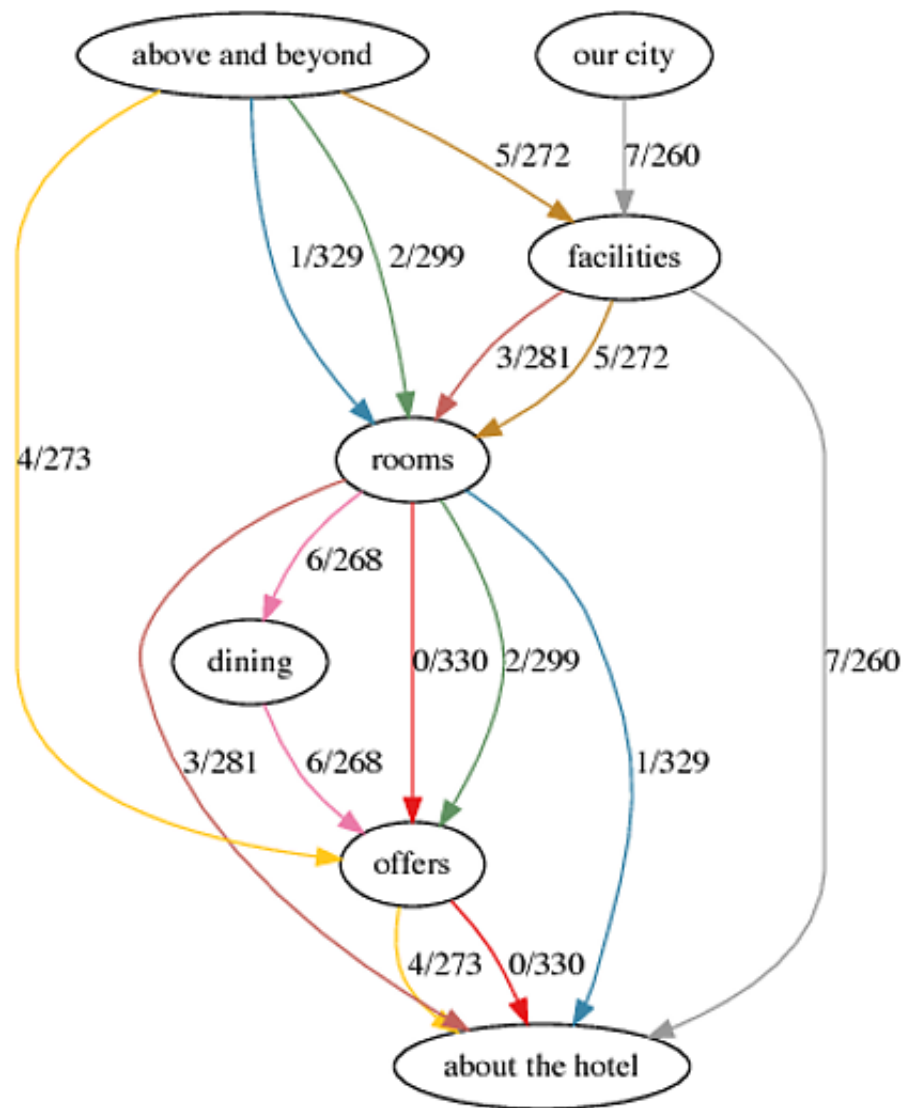 above and beyond
our city
5/272
7/260
1/329
2/299
facilities
3/281
5/272
4/273
rooms
6/268
dining
0/330
2/299
7/260
3/281
6/268
1/329
offers
4/273
0/330
about the hotel